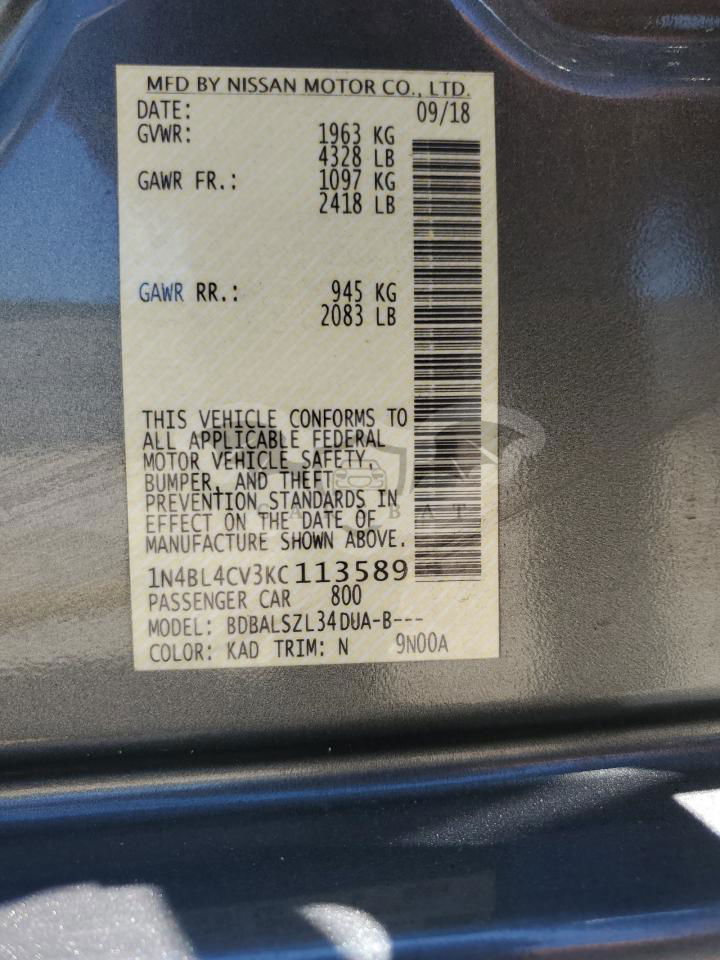 MFD BY NISSAN MOTOR CO., LTD.
DATE: 09/18
GVWR: 1963 KG
4328 LB
GAWR FR.: 1097 KG
2418 LB
GAWR RR.: 945 KG
2083 LB
THIS VEHICLE CONFORMS TO
ALL APPLICABLE FEDERAL
MOTOR VEHICLE SAFETY,
BUMPER, AND THEFT
PREVENTION STANDARDS IN
EFFECT ON THE DATE OF
MANUFACTURE SHOWN ABOVE.
1N4BL4CV3KC113589
PASSENGER CAR 800
MODEL: BDBALSZL34DUA-B---
COLOR: KAD TRIM: N 9N00A